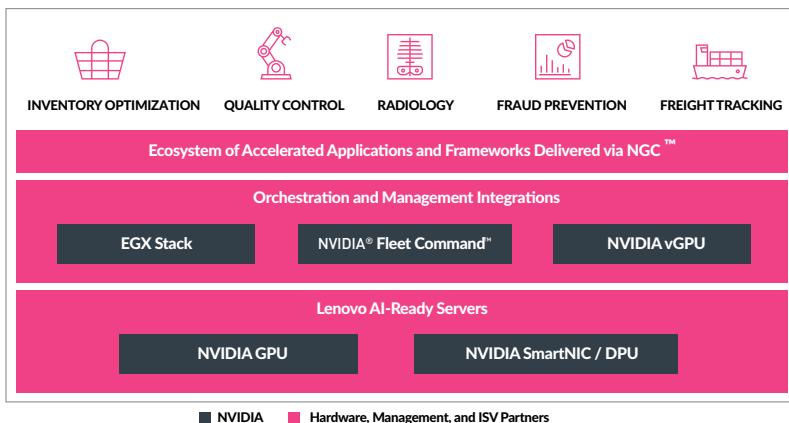 INVENTORY OPTIMIZATION QUALITY CONTROL RADIOLOGY FRAUD PREVENTION FREIGHT TRACKING
Ecosystem of Accelerated Applications and Frameworks Delivered via NGC ™
Orchestration and Management Integrations
EGX Stack NVIDIA® Fleet Command™ NVIDIA vGPU
Lenovo AI-Ready Servers
NVIDIA GPU NVIDIA SmartNIC / DPU
NVIDIA Hardware, Management, and ISV Partners